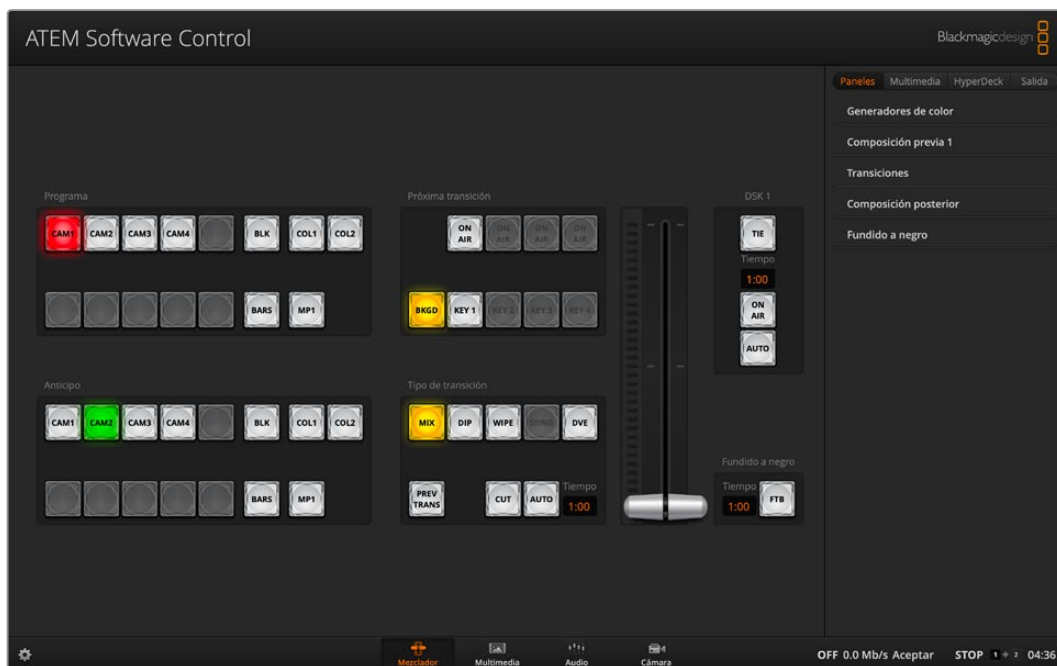 ATEM Software Control
Blackmagicdesign
Paneles Multimedia HyperDeck Salida
Generadores de color
Composición previa 1
Transiciones
Composición posterior
Fundido a negro
Programa
CAM1 CAM2 CAM3 CAM4 BLK COL1 COL2
BARS MP1
Próxima transición
ON AIR ON AIR ON AIR ON AIR
BKGD KEY 1 KEY 2 KEY 3 KEY 4
DSK 1
TIE
Tiempo
1:00
ON AIR
AUTO
Anticipo
CAM1 CAM2 CAM3 CAM4 BLK COL1 COL2
BARS MP1
Tipo de transición
MIX DIP WIPE STING DVE
PREV TRANS CUT AUTO Tiempo 1:00
Fundido a negro
Tiempo
1:00 FTB
Mezclador Multimedia Audio Cámara
OFF 0.0 Mb/s Aceptar STOP 1 2 04:36